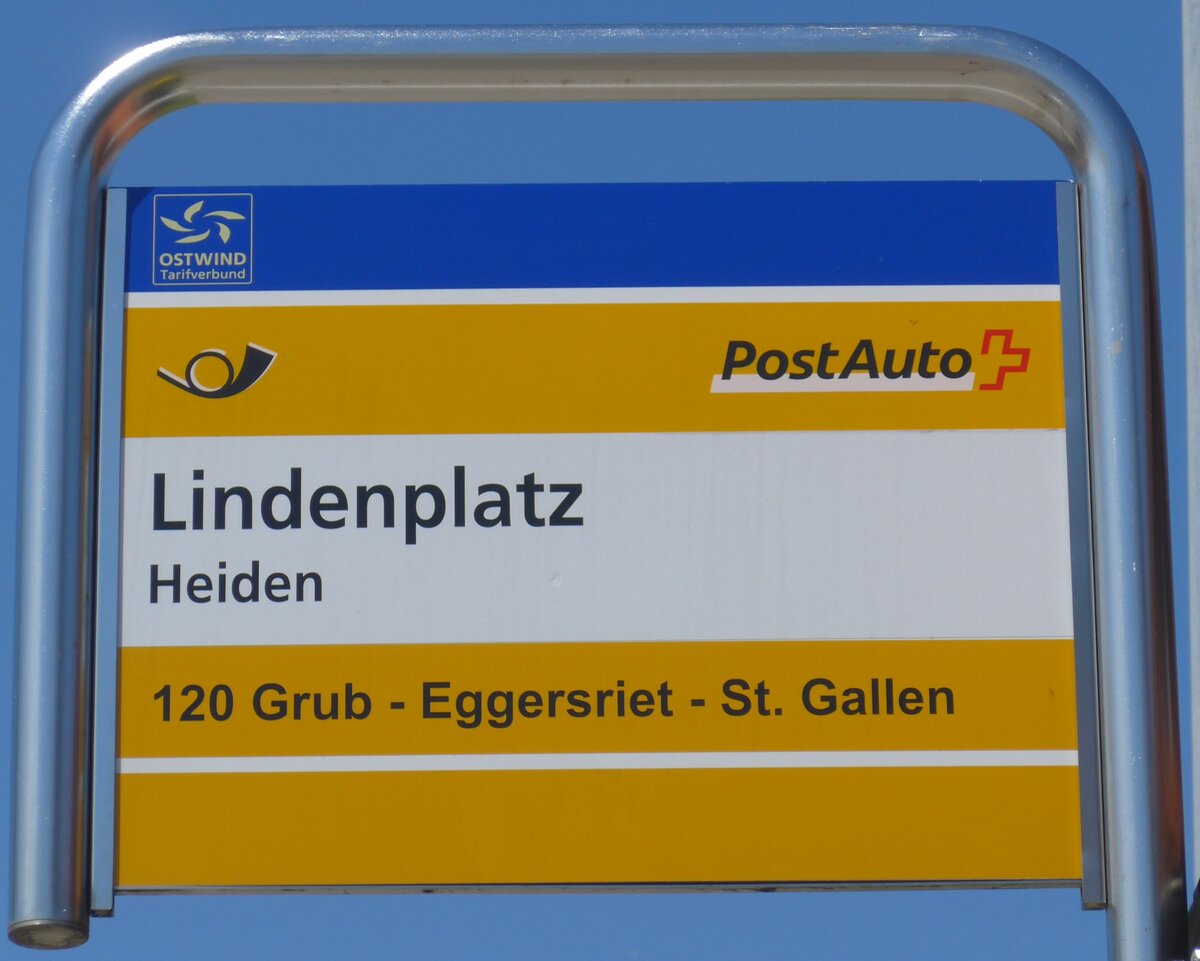 OSTWIND
Tarifverbund
PostAuto
Lindenplatz
Heiden
120 Grub - Eggersriet - St. Gallen